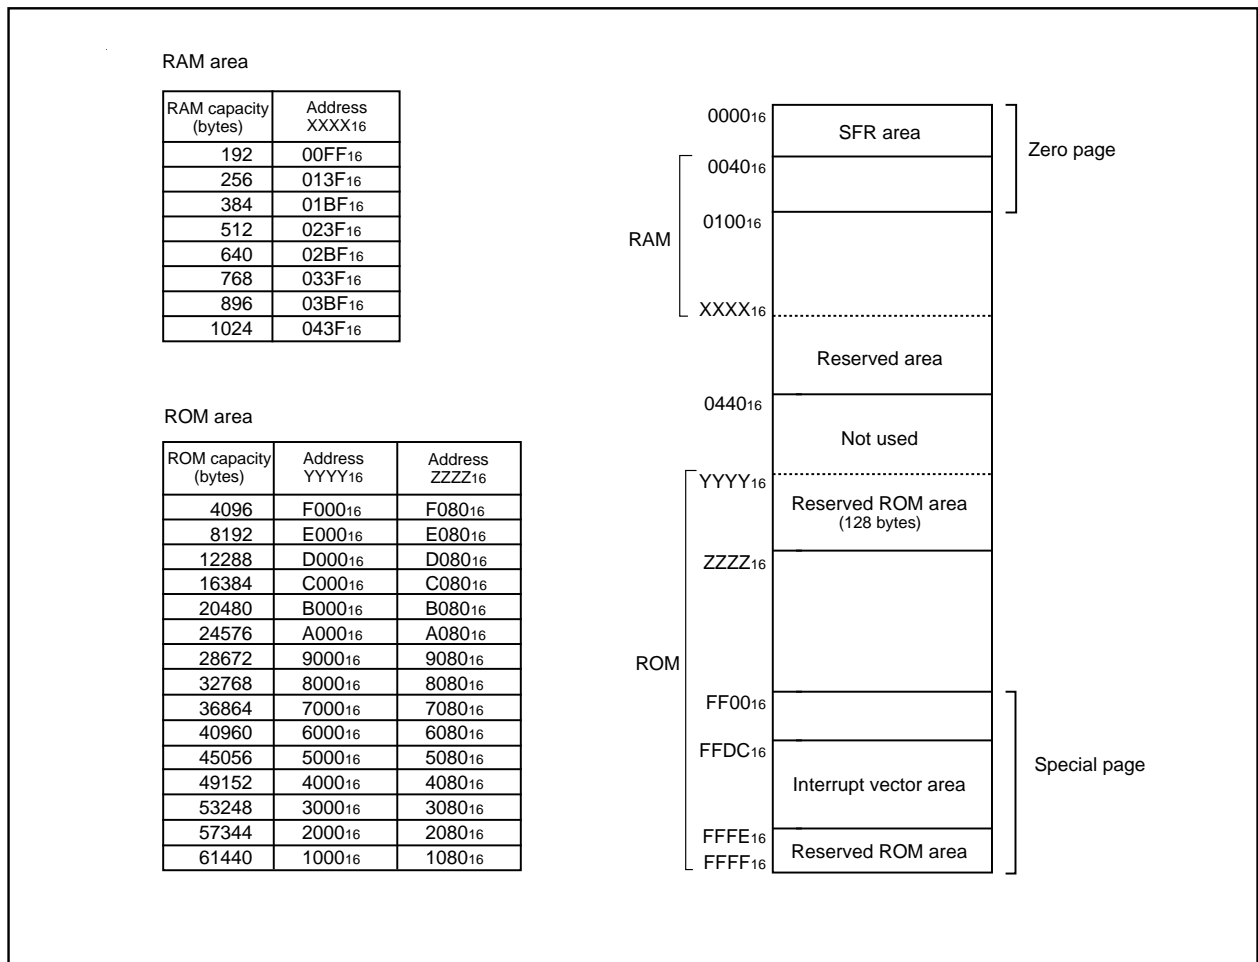 RAM area
RAM capacity (bytes) Address XXXX16
192 00FF16
256 013F16
384 01BF16
512 023F16
640 02BF16
768 033F16
896 03BF16
1024 043F16
ROM area
ROM capacity (bytes) Address YYYY16 Address ZZZZ16
4096 F00016 F08016
8192 E00016 E08016
12288 D00016 D08016
16384 C00016 C08016
20480 B00016 B08016
24576 A00016 A08016
28672 900016 908016
32768 800016 808016
36864 700016 708016
40960 600016 608016
45056 500016 508016
49152 400016 408016
53248 300016 308016
57344 200016 208016
61440 100016 108016
000016
SFR area
Zero page
004016
RAM
010016
XXXX16
Reserved area
044016
Not used
YYYY16
Reserved ROM area
(128 bytes)
ZZZZ16
ROM
FF0016
FFDC16
Special page
Interrupt vector area
FFFE16
Reserved ROM area
FFFF16